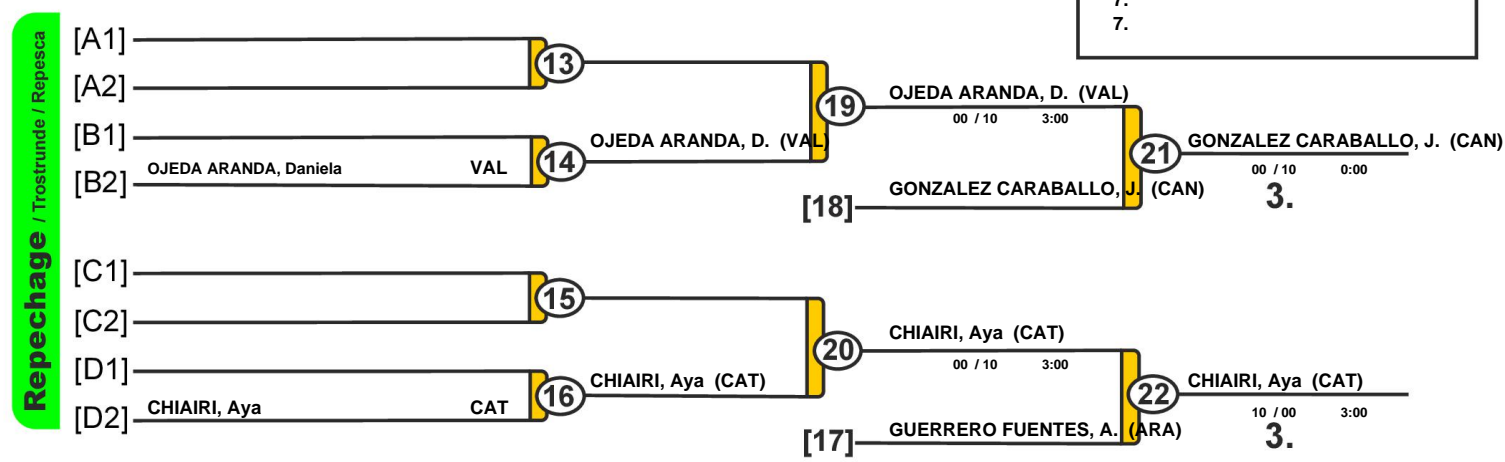 7.
7.
Repechage / Trostrunde / Repesca
[A1]
13
[A2]
19
OJEDA ARANDA, D. (VAL)
00 / 10 3:00
[B1]
OJEDA ARANDA, Daniela VAL
14
OJEDA ARANDA, D. (VAL)
[B2]
21
GONZALEZ CARABALLO, J. (CAN)
00 / 10 0:00
3.
[18]
GONZALEZ CARABALLO, J. (CAN)
[C1]
15
[C2]
20
CHIAIRI, Aya (CAT)
00 / 10 3:00
[D1]
CHIAIRI, Aya CAT
16
CHIAIRI, Aya (CAT)
[D2]
22
CHIAIRI, Aya (CAT)
10 / 00 3:00
3.
[17]
GUERRERO FUENTES, A. (ARA)